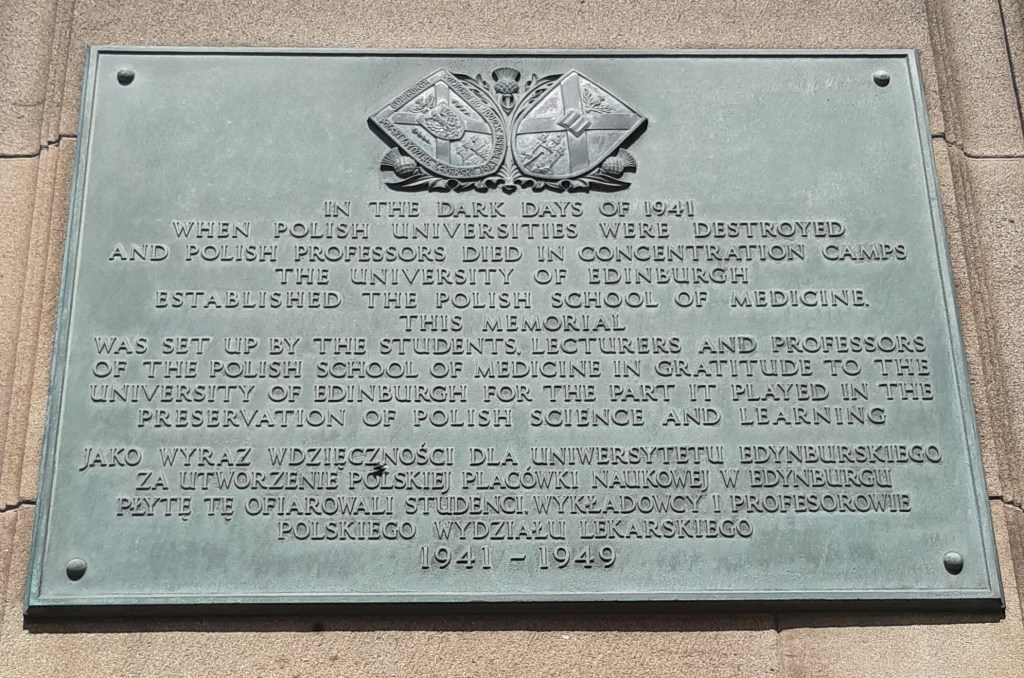 IN THE DARK DAYS OF 1941
WHEN POLISH UNIVERSITIES WERE DESTROYED
AND POLISH PROFESSORS DIED IN CONCENTRATION CAMPS
THE UNIVERSITY OF EDINBURGH
ESTABLISHED THE POLISH SCHOOL OF MEDICINE.
THIS MEMORIAL
WAS SET UP BY THE STUDENTS, LECTURERS AND PROFESSORS
OF THE POLISH SCHOOL OF MEDICINE IN GRATITUDE TO THE
UNIVERSITY OF EDINBURGH FOR THE PART IT PLAYED IN THE
PRESERVATION OF POLISH SCIENCE AND LEARNING
JAKO WYRAZ WDZIĘCZNOŚCI DLA UNIWERSYTETU EDYNBURSKIEGO
ZA UTWORZENIE POLSKIEJ PLACÓWKI NAUKOWEJ W EDYNBURGU
PŁYTĘ TĘ OFIAROWALI STUDENCI, WYKŁADOWCY I PROFESOROWIE
POLSKIEGO WYDZIAŁU LEKARSKIEGO
1941 - 1949